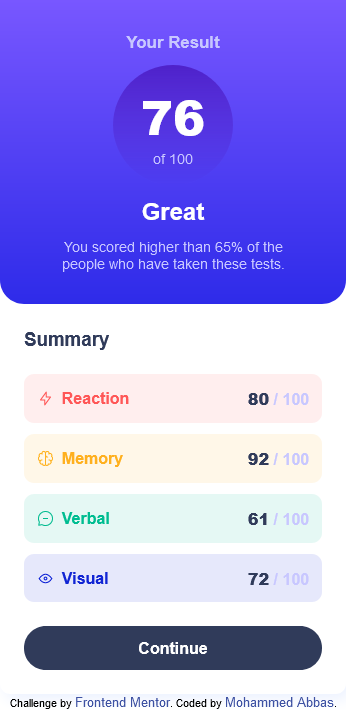 Your Result
76
of 100
Great
You scored higher than 65% of the
people who have taken these tests.
Summary
Reaction 80 / 100
Memory 92 / 100
Verbal 61 / 100
Visual 72 / 100
Continue
Challenge by Frontend Mentor. Coded by Mohammed Abbas.